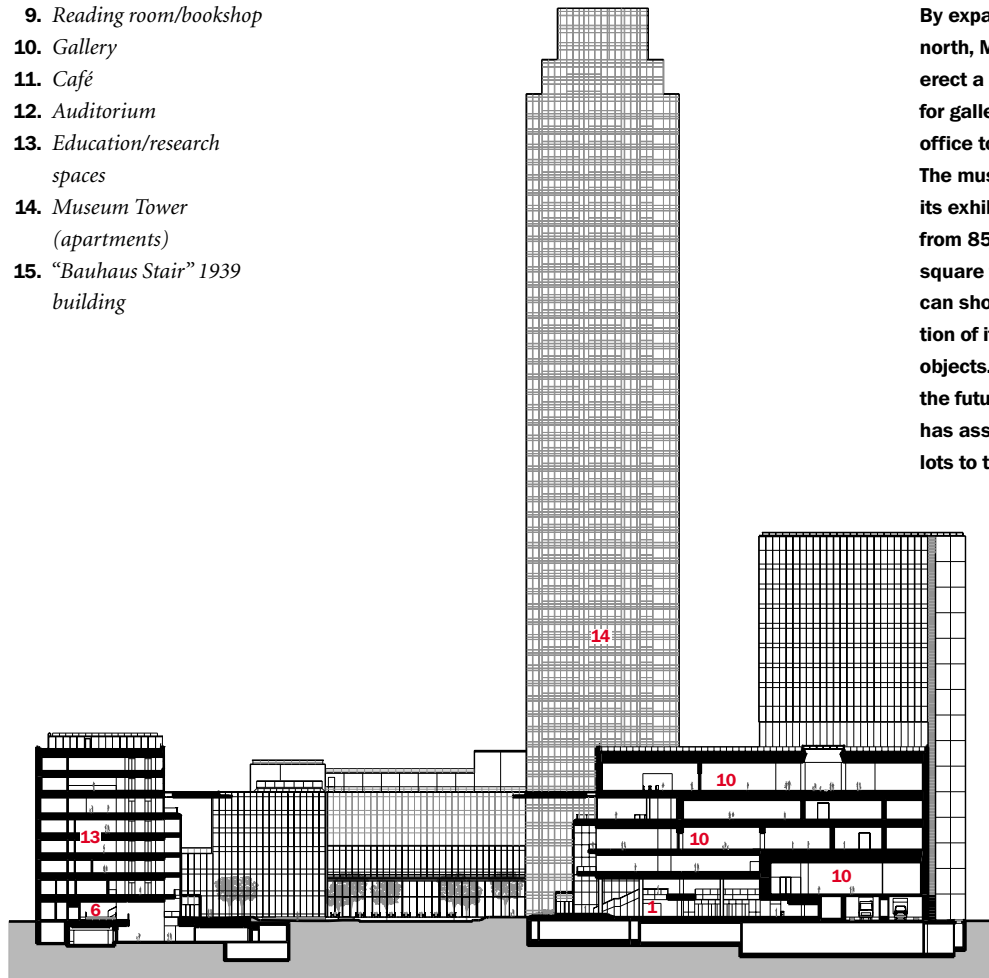 9. Reading room/bookshop
10. Gallery
11. Café
12. Auditorium
13. Education/research
spaces
14. Museum Tower
(apartments)
15. “Bauhaus Stair” 1939
building
By expa
north, M
erect a
for galle
office to
The mus
its exhil
from 85
square
can sho
tion of i
objects.
the futu
has ass
lots to t
14
10
13
10
10
6
1